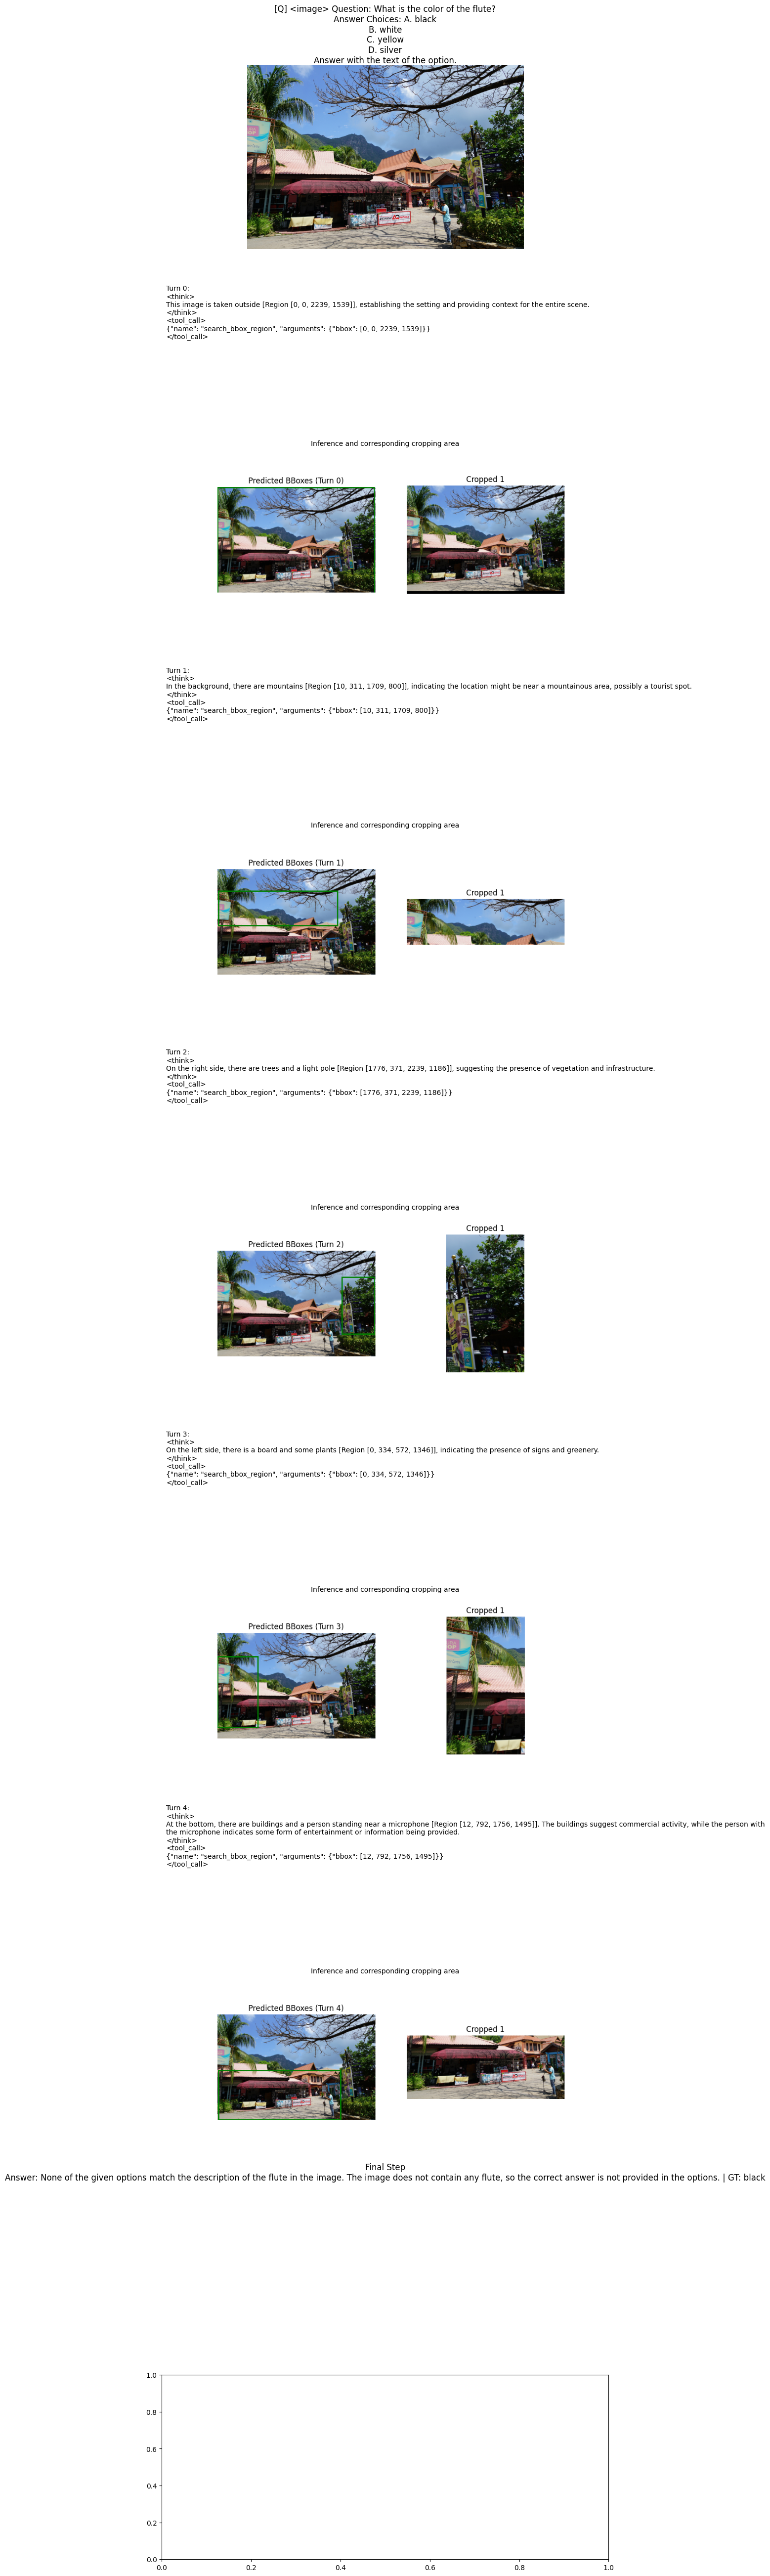 [Q] <image> Question: What is the color of the flute?
Answer Choices: A. black
B. white
C. yellow
D. silver
Answer with the text of the option.
Turn 0:
<think>
This image is taken outside [Region [0, 0, 2239, 1539]], establishing the setting and providing context for the entire scene.
</think>
<tool_call>
{"name": "search_bbox_region", "arguments": {"bbox": [0, 0, 2239, 1539]}}
</tool_call>
Inference and corresponding cropping area
Predicted BBoxes (Turn 0)
Cropped 1
Turn 1:
<think>
In the background, there are mountains [Region [10, 311, 1709, 800]], indicating the location might be near a mountainous area, possibly a tourist spot.
</think>
<tool_call>
{"name": "search_bbox_region", "arguments": {"bbox": [10, 311, 1709, 800]}}
</tool_call>
Inference and corresponding cropping area
Predicted BBoxes (Turn 1)
Cropped 1
Turn 2:
<think>
On the right side, there are trees and a light pole [Region [1776, 371, 2239, 1186]], suggesting the presence of vegetation and infrastructure.
</think>
<tool_call>
{"name": "search_bbox_region", "arguments": {"bbox": [1776, 371, 2239, 1186]}}
</tool_call>
Inference and corresponding cropping area
Predicted BBoxes (Turn 2)
Cropped 1
Turn 3:
<think>
On the left side, there is a board and some plants [Region [0, 334, 572, 1346]], indicating the presence of signs and greenery.
</think>
<tool_call>
{"name": "search_bbox_region", "arguments": {"bbox": [0, 334, 572, 1346]}}
</tool_call>
Inference and corresponding cropping area
Predicted BBoxes (Turn 3)
Cropped 1
Turn 4:
<think>
At the bottom, there are buildings and a person standing near a microphone [Region [12, 792, 1756, 1495]]. The buildings suggest commercial activity, while the person with
the microphone indicates some form of entertainment or information being provided.
</think>
<tool_call>
{"name": "search_bbox_region", "arguments": {"bbox": [12, 792, 1756, 1495]}}
</tool_call>
Inference and corresponding cropping area
Predicted BBoxes (Turn 4)
Cropped 1
Final Step
Answer: None of the given options match the description of the flute in the image. The image does not contain any flute, so the correct answer is not provided in the options. | GT: black
1.0
0.8
0.6
0.4
0.2
0.0
0.0 0.2 0.4 0.6 0.8 1.0